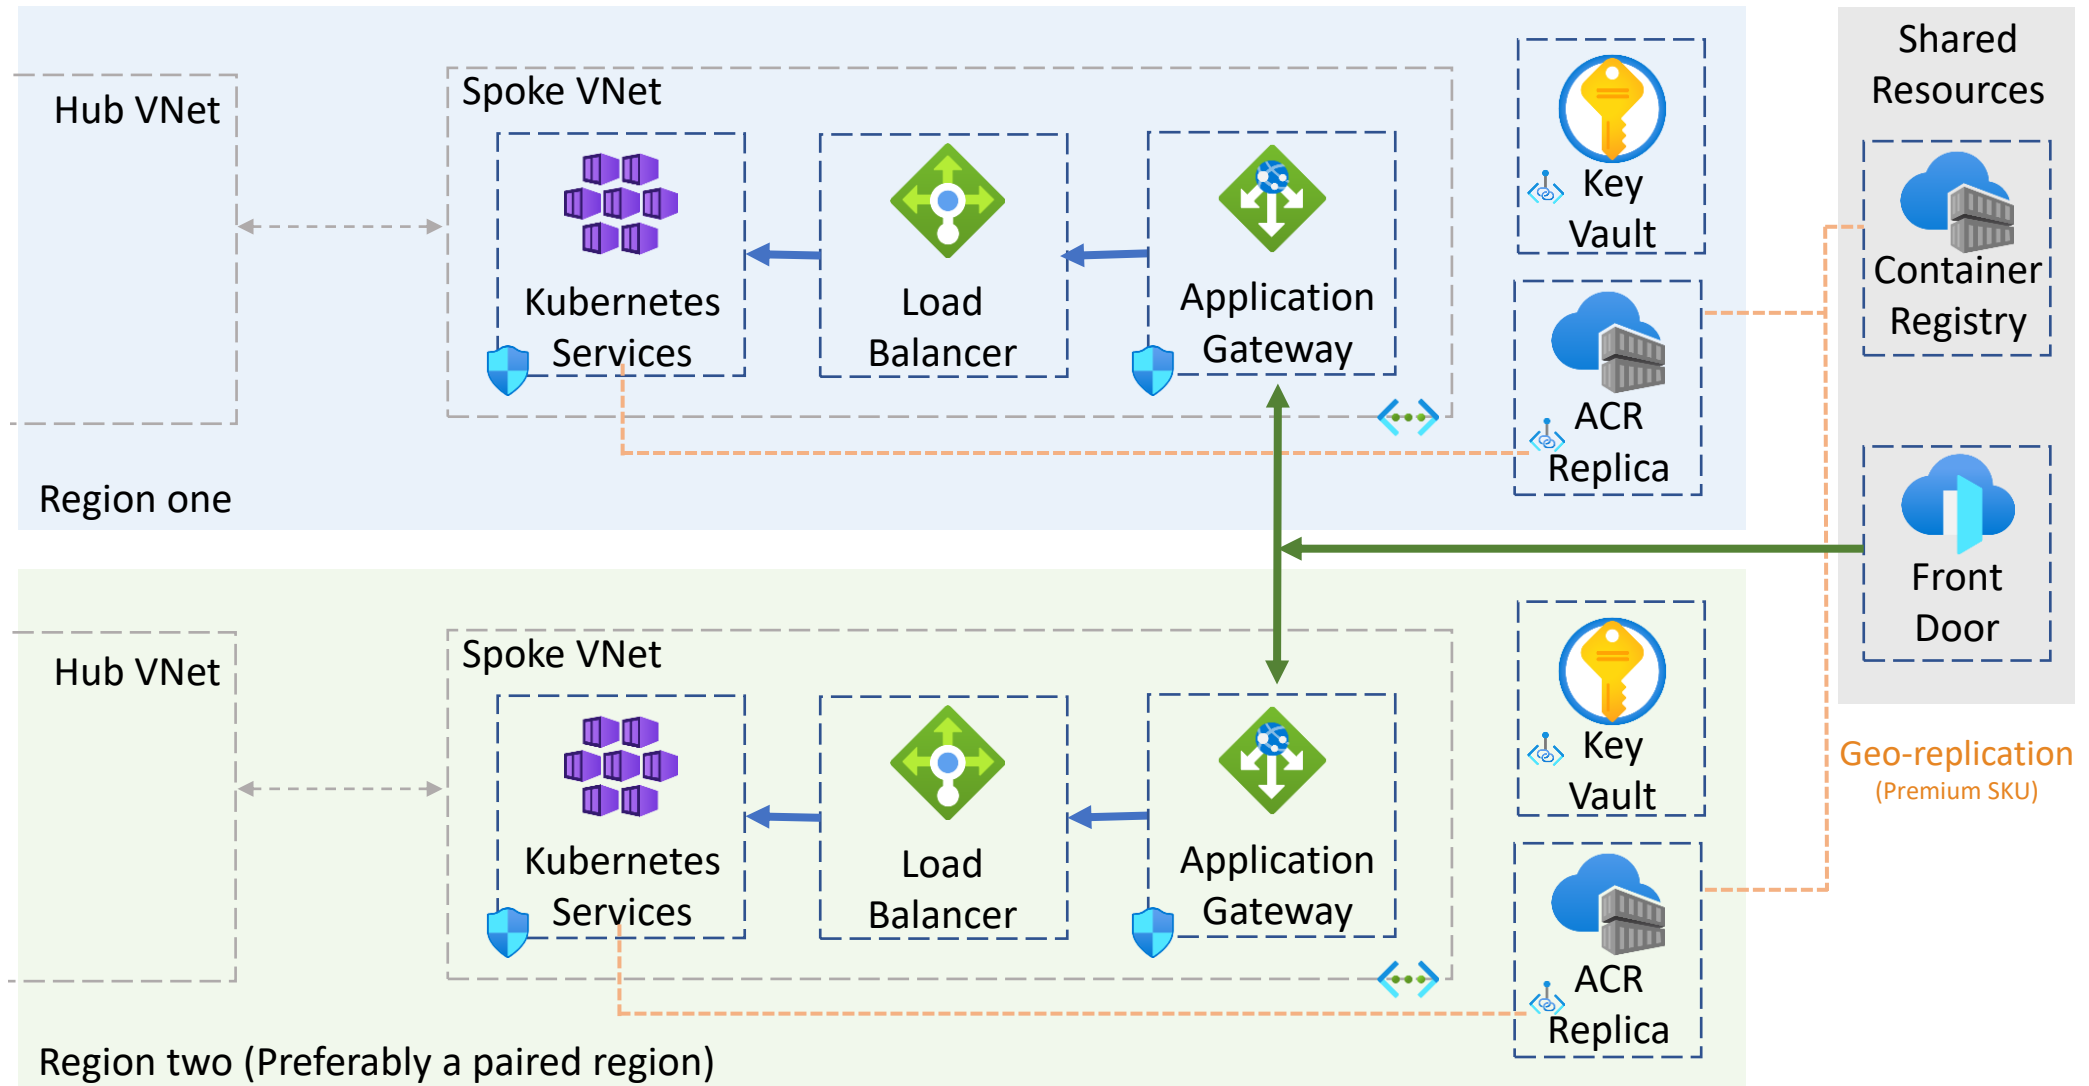 Hub VNet
Spoke VNet
Kubernetes
Services
Load
Balancer
Application
Gateway
Key
Vault
ACR
Replica
Region one
Shared
Resources
Container
Registry
Front
Door
Hub VNet
Spoke VNet
Kubernetes
Services
Load
Balancer
Application
Gateway
Key
Vault
ACR
Replica
Region two (Preferably a paired region)
Geo-replication
(Premium SKU)